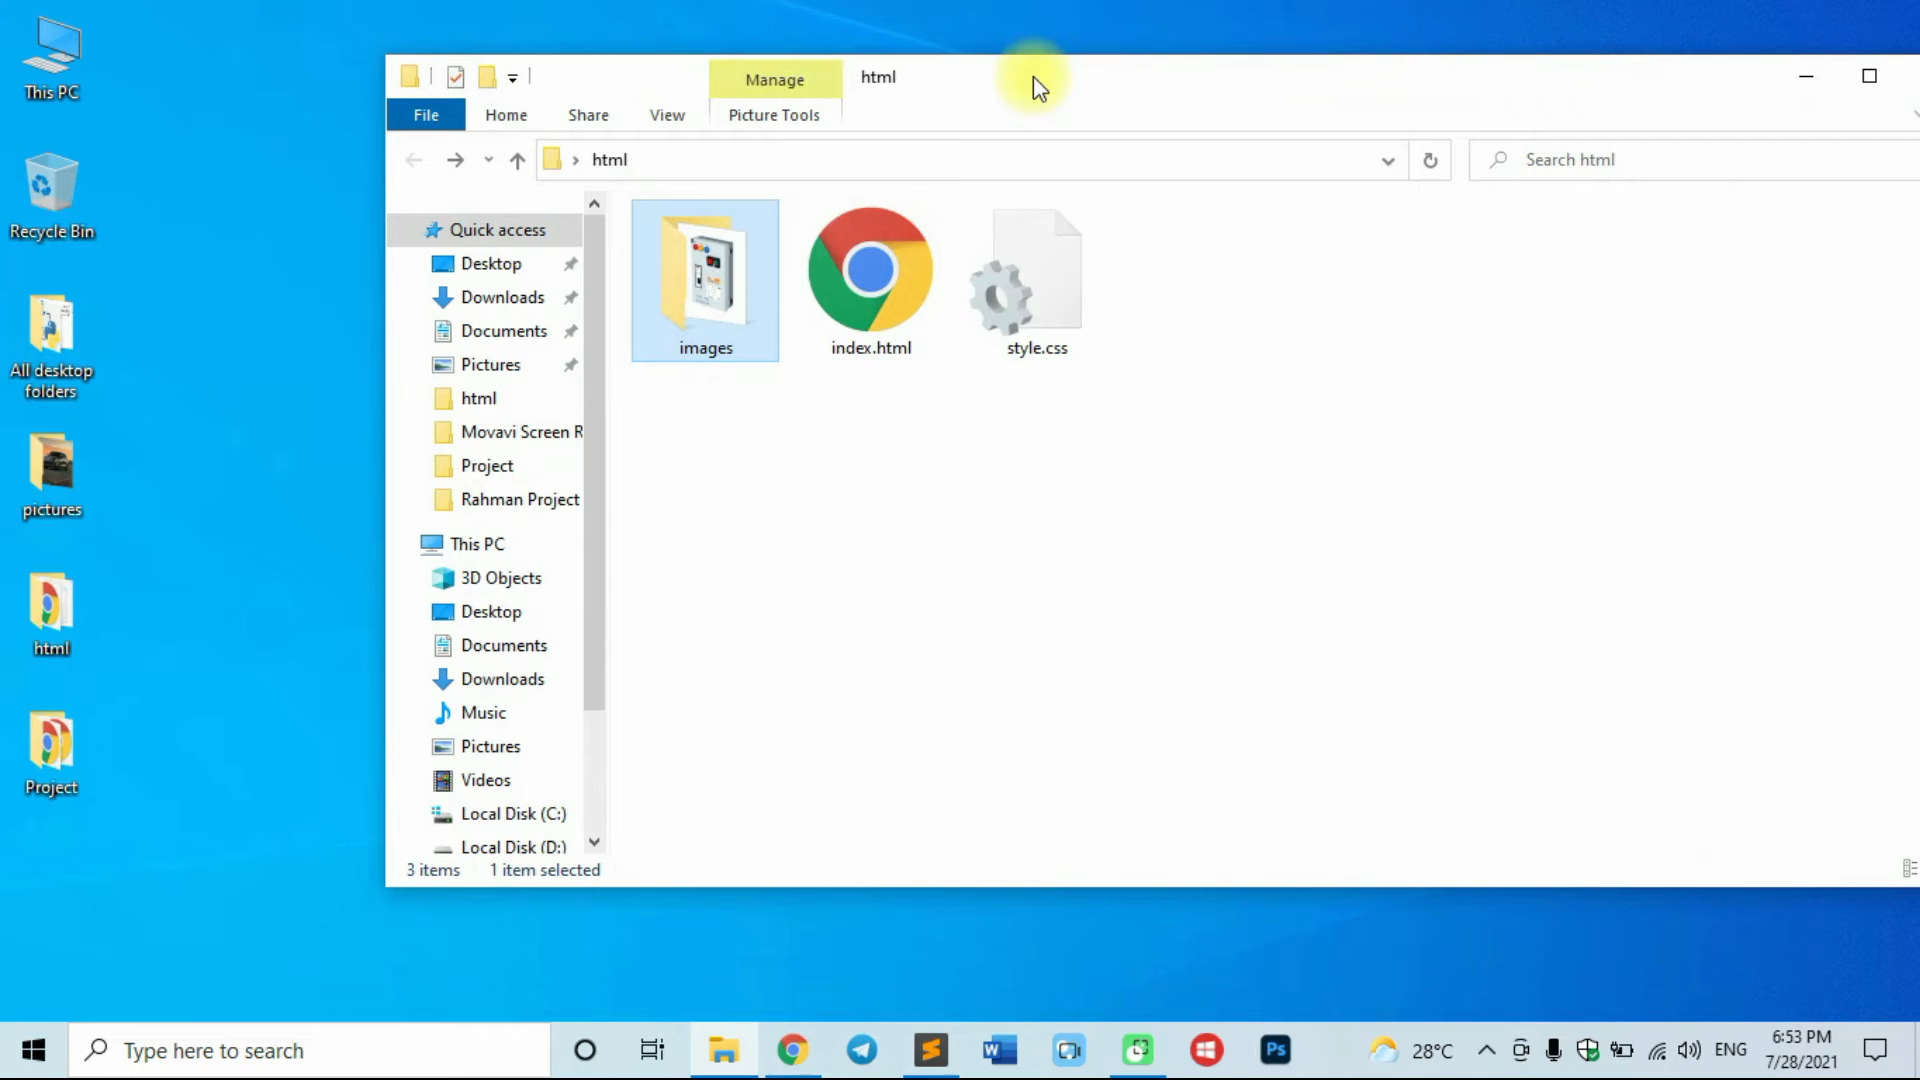 This PC
Recycle Bin
All desktop
folders
pictures
html
Project
Manage
html
File
Home
Share
View
Picture Tools
html
Search html
Quick access
Desktop
Downloads
Documents
Pictures
html
Movavi Screen R
Project
Rahman Project
This PC
3D Objects
Desktop
Documents
Downloads
Music
Pictures
Videos
Local Disk (C:)
Local Disk (D:)
images
index.html
style.css
3 items
1 item selected
Type here to search
W
Ps
28°C
ENG
6:53 PM
7/28/2021